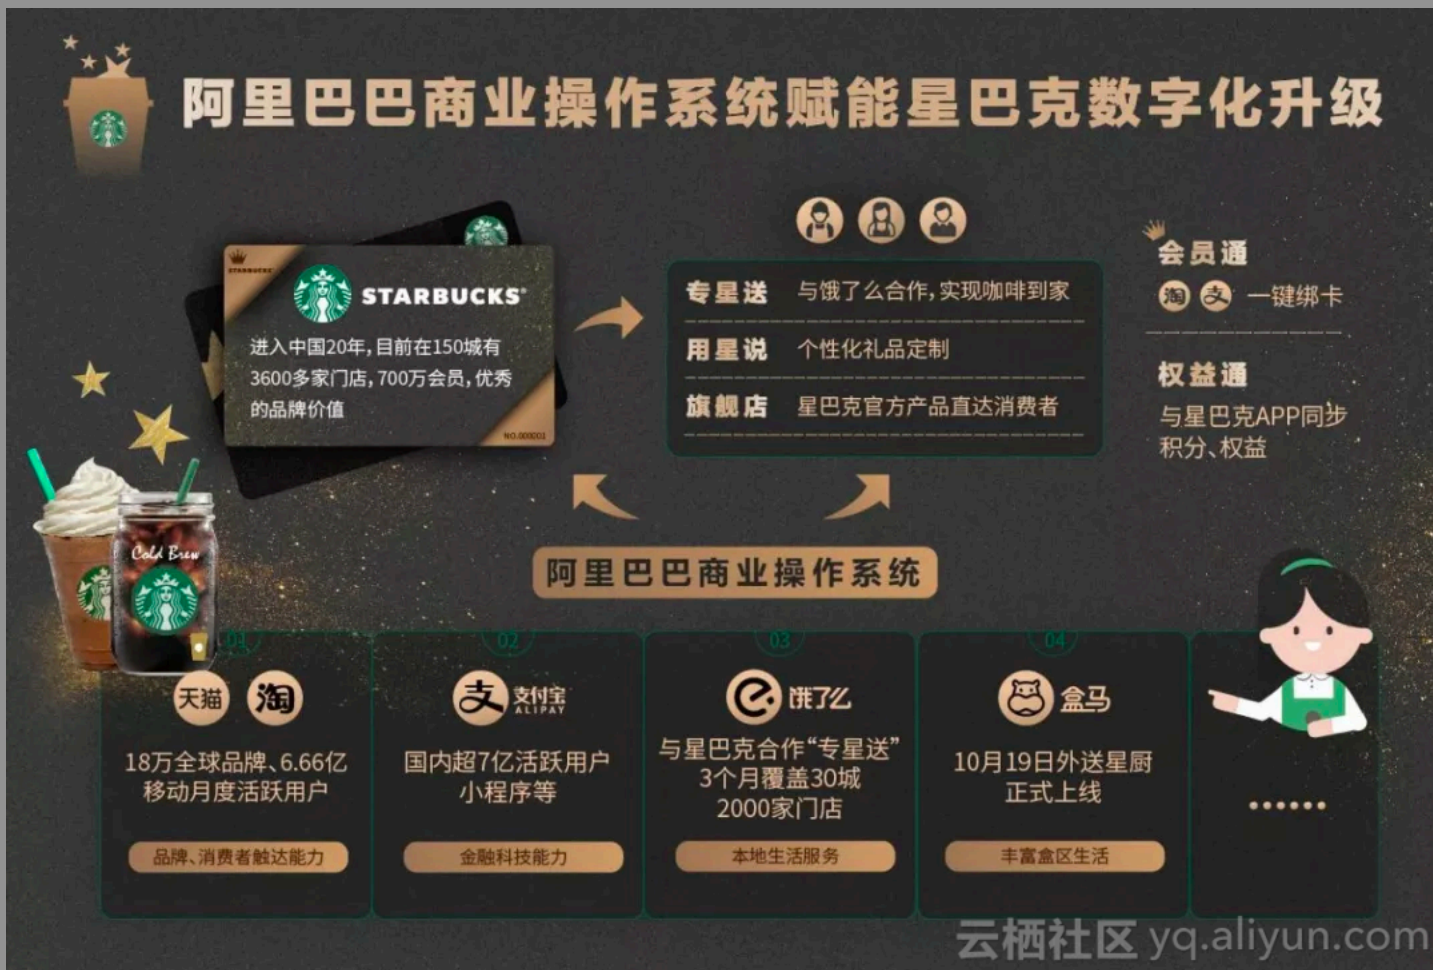 阿里巴巴商业操作系统赋能星巴克数字化升级
STARBUCKS
STARBUCKS®
进入中国20年,目前在150城有
3600多家门店,700万会员,优秀
的品牌价值
NO.000001
专星送 与饿了么合作,实现咖啡到家
用星说 个性化礼品定制
旗舰店 星巴克官方产品直达消费者
会员通
淘 支 一键绑卡
权益通
与星巴克APP同步
积分、权益
Cold Brew
阿里巴巴商业操作系统
01
天猫 淘
18万全球品牌、6.66亿
移动月度活跃用户
品牌、消费者触达能力
02
支 支付宝
ALIPAY
国内超7亿活跃用户
小程序等
金融科技能力
03
饿了么
与星巴克合作“专星送”
3个月覆盖30城
2000家门店
本地生活服务
04
盒马
10月19日外送星厨
正式上线
丰富盒区生活
······
云栖社区 yq.aliyun.com